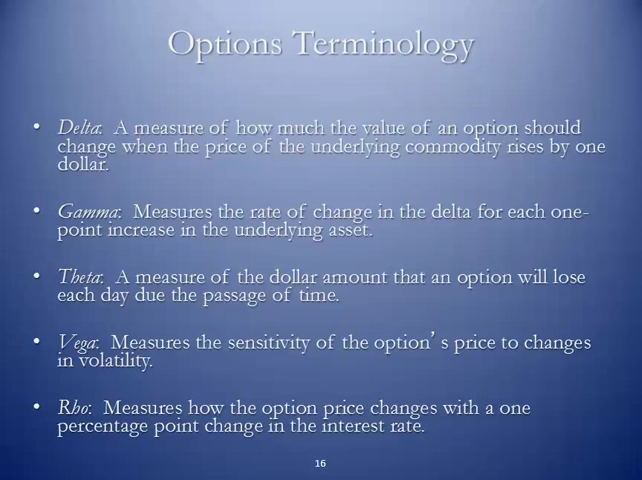 Options Terminology
• Delta: A measure of how much the value of an option should
change when the price of the underlying commodity rises by one
dollar.
• Gamma: Measures the rate of change in the delta for each one-
point increase in the underlying asset.
• Theta: A measure of the dollar amount that an option will lose
each day due the passage of time.
• Vega: Measures the sensitivity of the option’s price to changes
in volatility.
• Rho: Measures how the option price changes with a one
percentage point change in the interest rate.
16